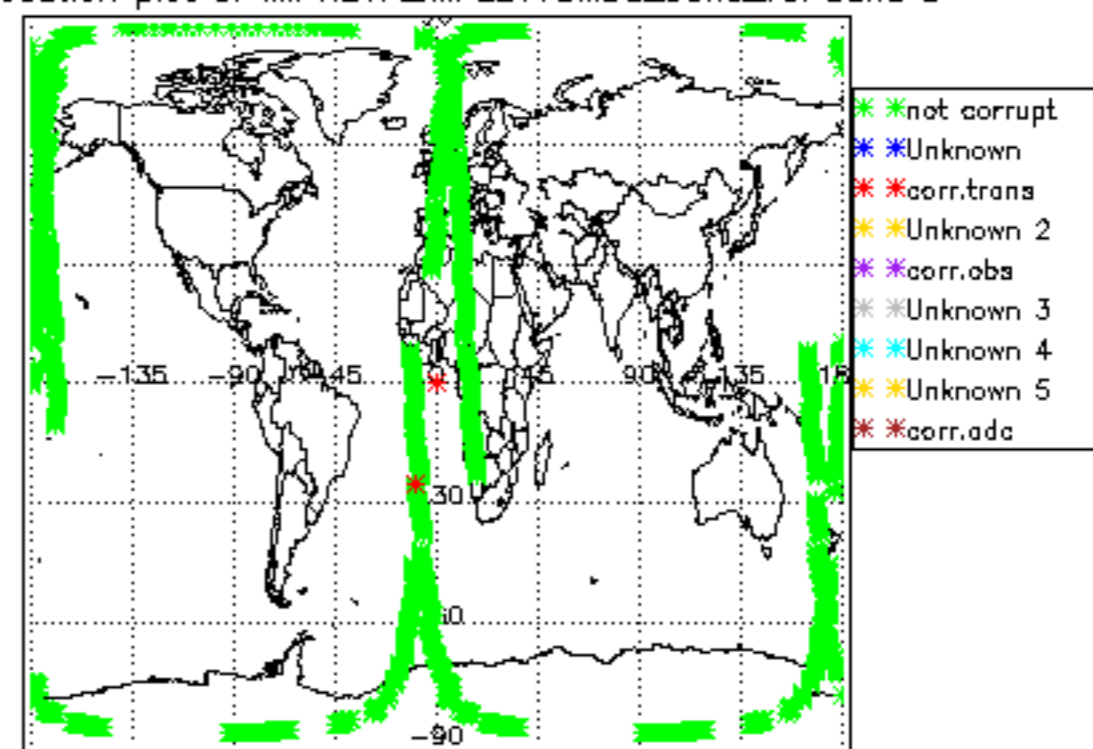 not corrupt
Unknown
corr.trans
Unknown 2
corr.obs
Unknown 3
Unknown 4
Unknown 5
corr.adc
-135 -90 45 90 135
30
-90